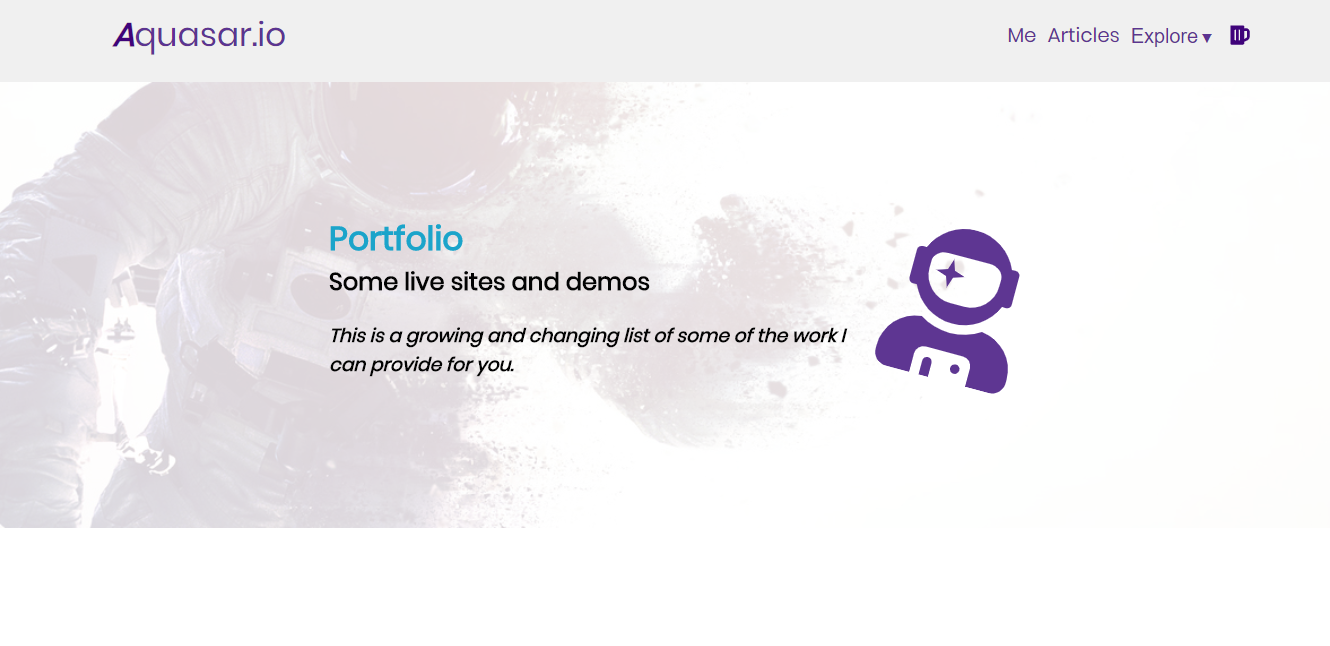 Aquasar.io
Me Articles Explore ▾
Portfolio
Some live sites and demos
This is a growing and changing list of some of the work I
can provide for you.